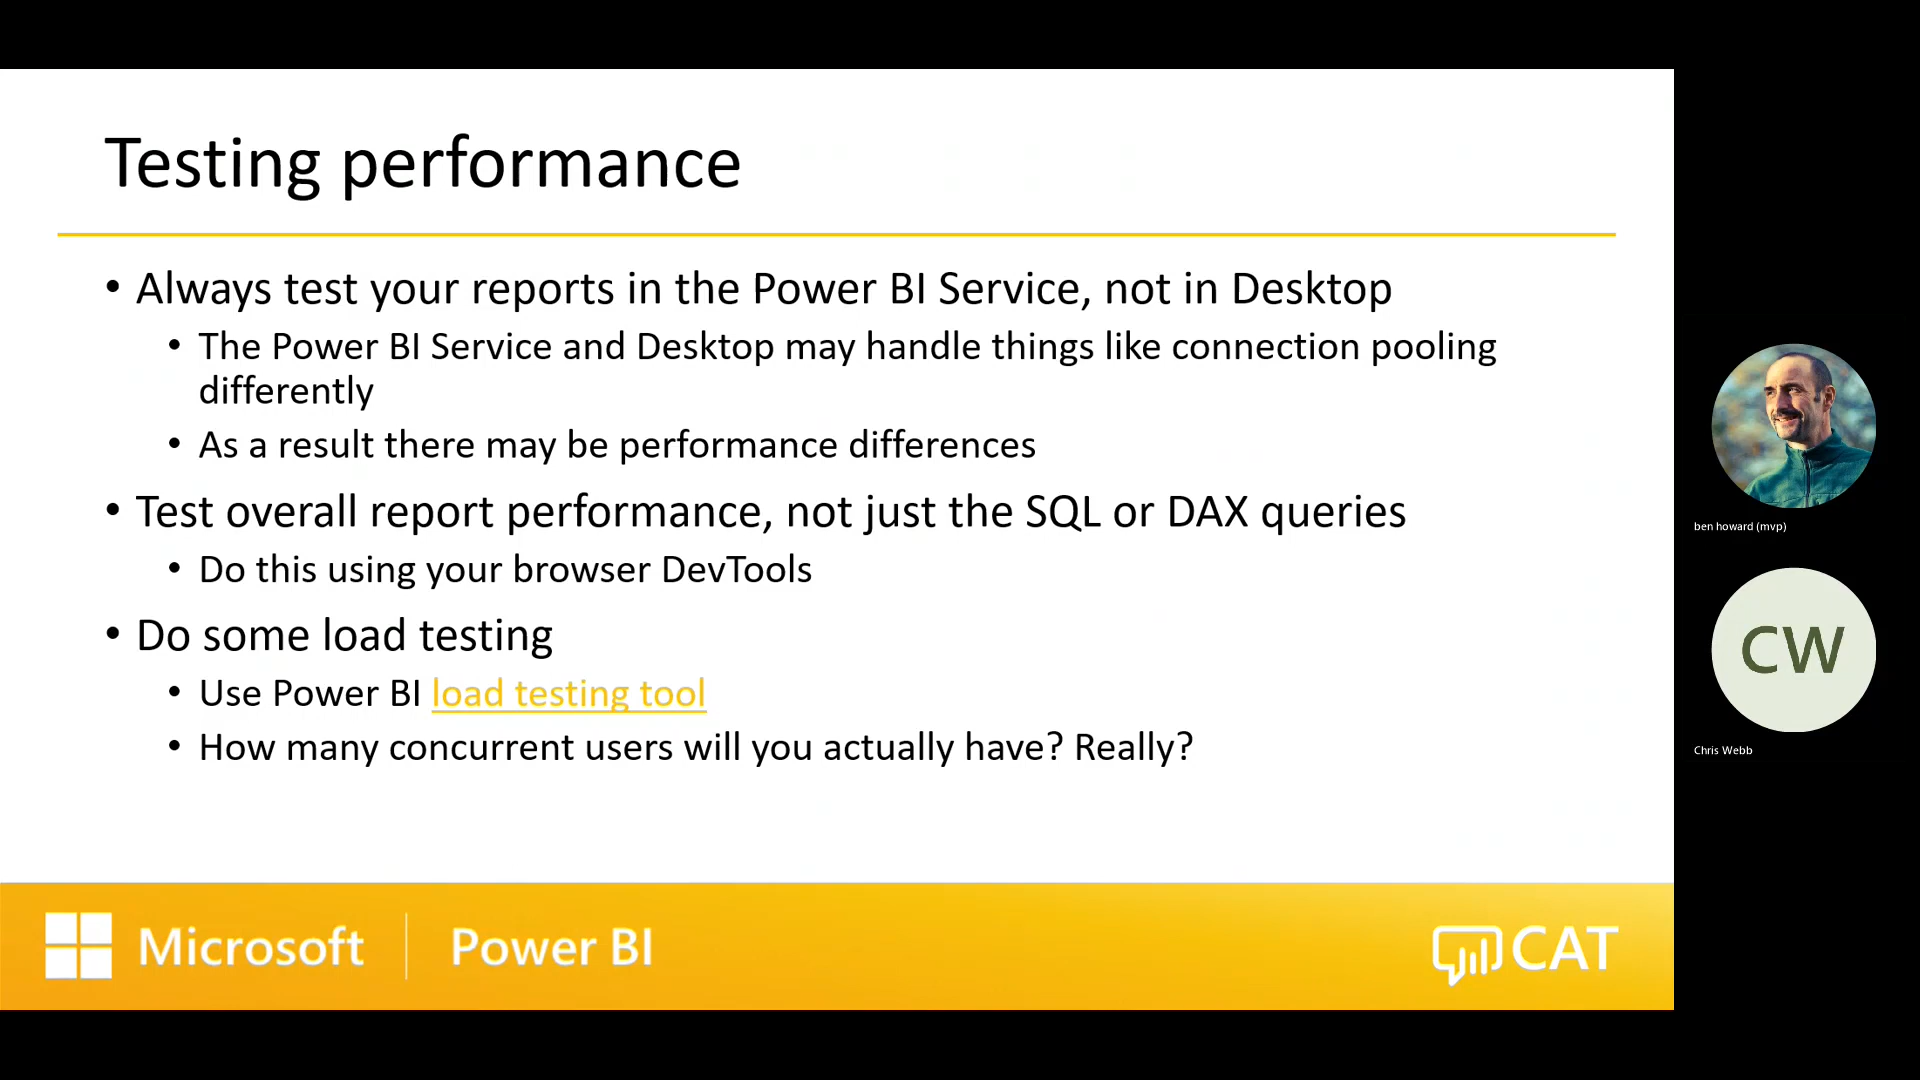 Testing performance
• Always test your reports in the Power BI Service, not in Desktop
• The Power BI Service and Desktop may handle things like connection pooling
differently
• As a result there may be performance differences
• Test overall report performance, not just the SQL or DAX queries
• Do this using your browser DevTools
• Do some load testing
• Use Power BI load testing tool
• How many concurrent users will you actually have? Really?
Microsoft Power BI
CAT
ben howard (mvp)
CW
Chris Webb